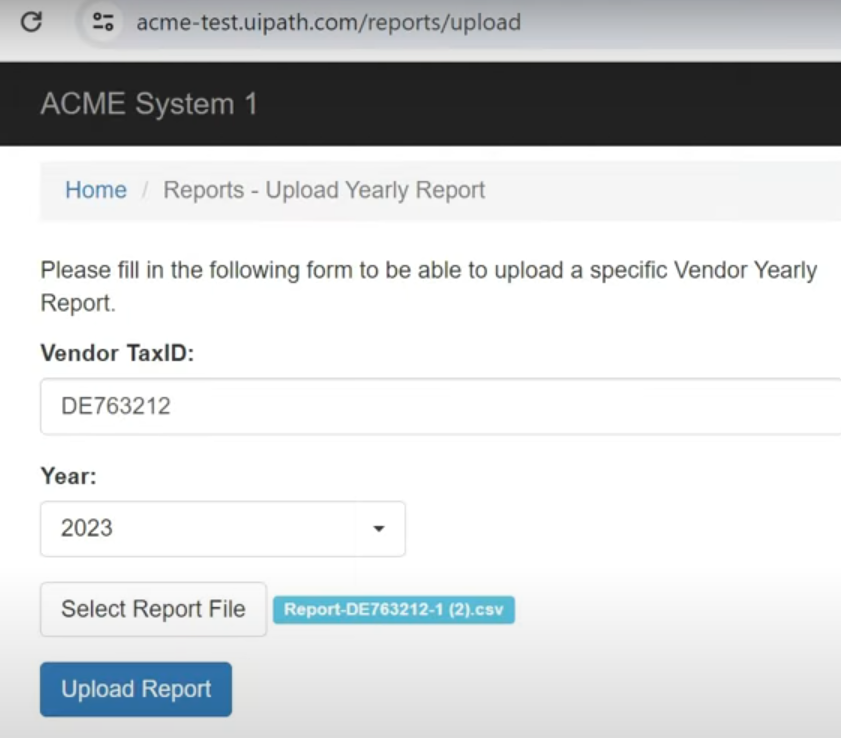 acme-test.uipath.com/reports/upload
ACME System 1
Home / Reports - Upload Yearly Report
Please fill in the following form to be able to upload a specific Vendor Yearly
Report.
Vendor TaxID:
DE763212
Year:
2023
Select Report File Report-DE763212-1 (2).csv
Upload Report